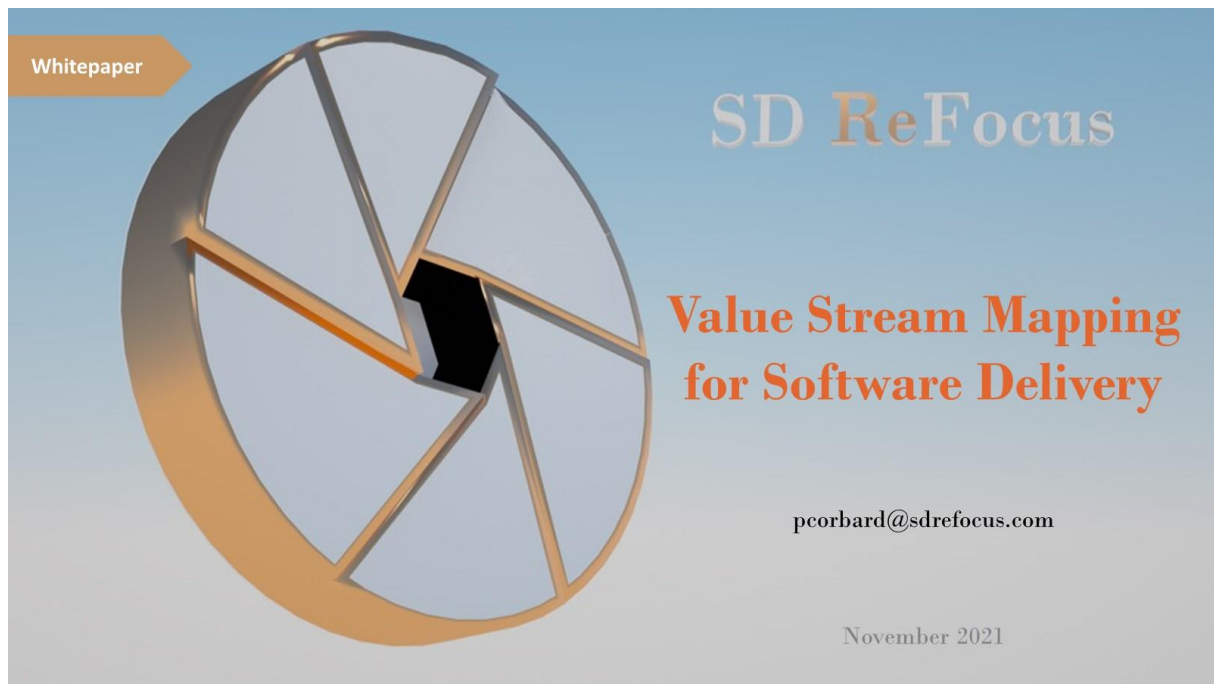 Whitepaper
SD ReFocus
Value Stream Mapping
for Software Delivery
pcorbard@sdrefocus.com
November 2021